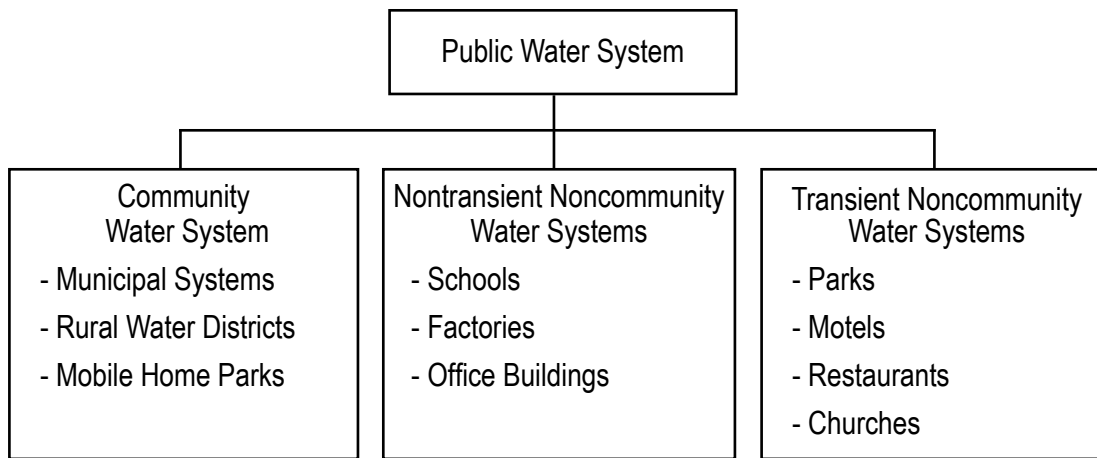 Public Water System
Community
Water System
- Municipal Systems
- Rural Water Districts
- Mobile Home Parks
Nontransient Noncommunity
Water Systems
- Schools
- Factories
- Office Buildings
Transient Noncommunity
Water Systems
- Parks
- Motels
- Restaurants
- Churches